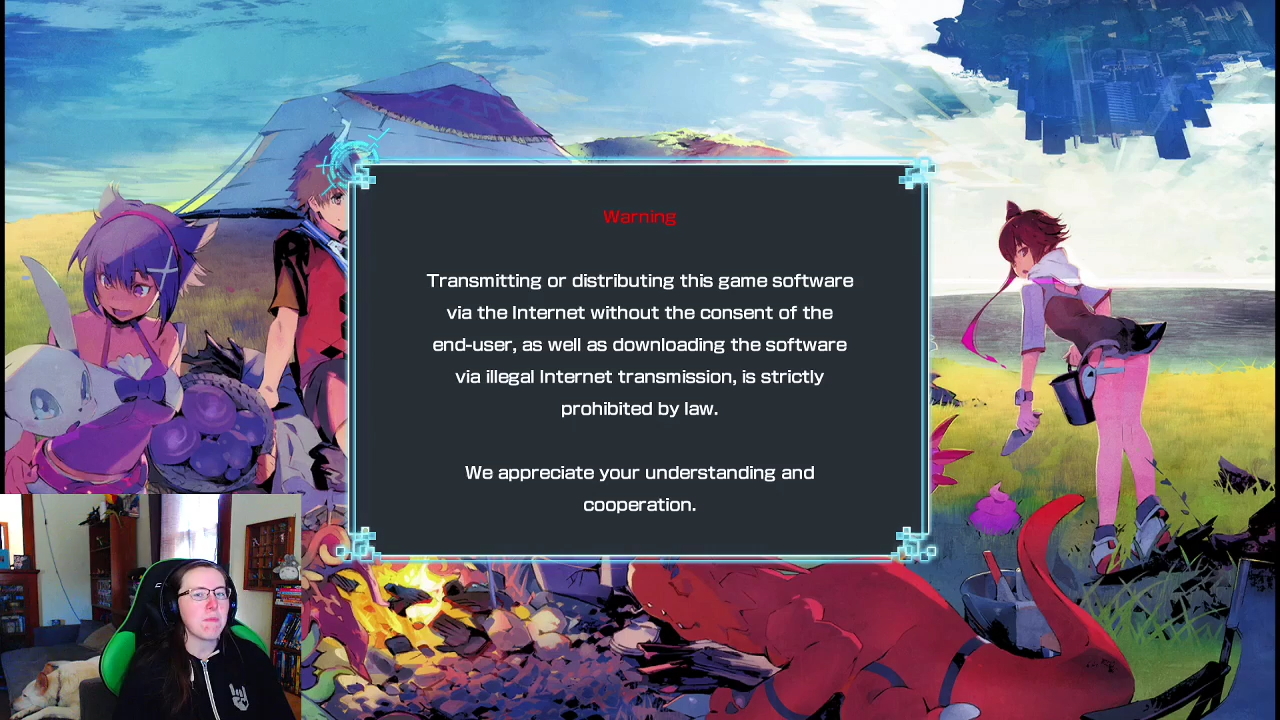 Warning
Transmitting or distributing this game software
via the Internet without the consent of the
end-user, as well as downloading the software
via illegal Internet transmission, is strictly
prohibited by law.
We appreciate your understanding and
cooperation.